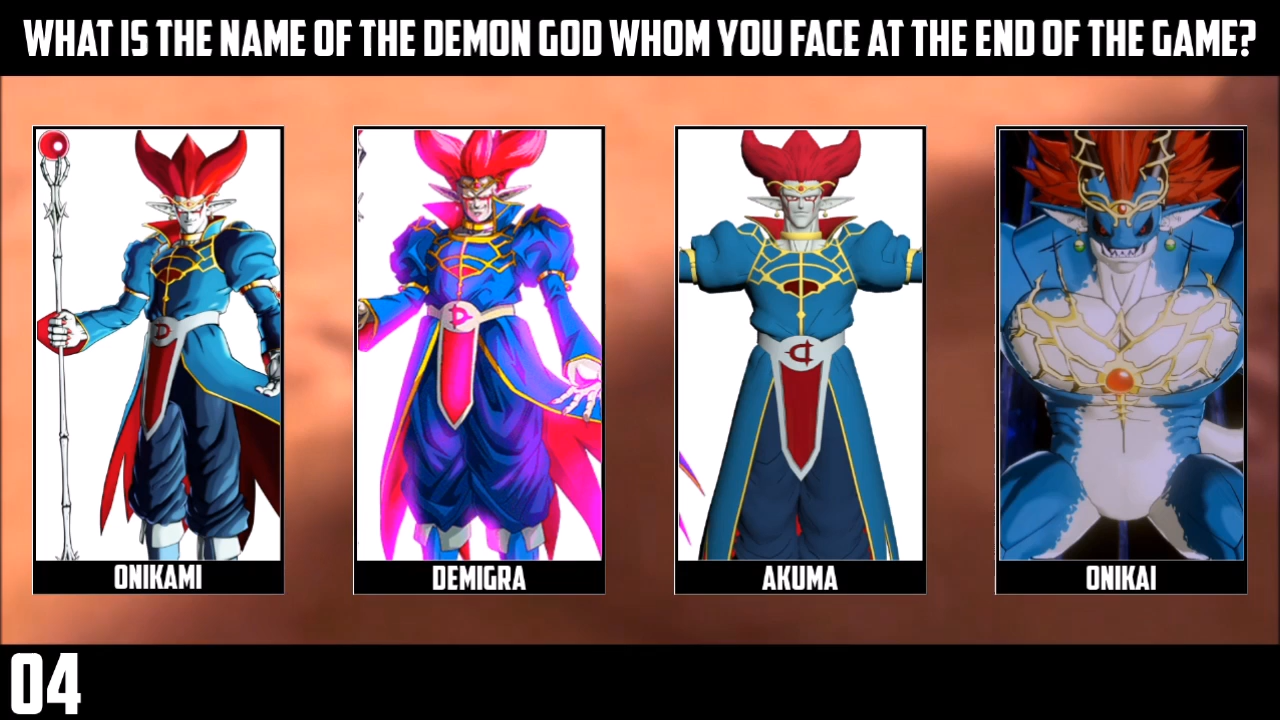 WHAT IS THE NAME OF THE DEMON GOD WHOM YOU FACE AT THE END OF THE GAME?
ONIKAMI
DEMIGRA
AKUMA
ONIKAI
04